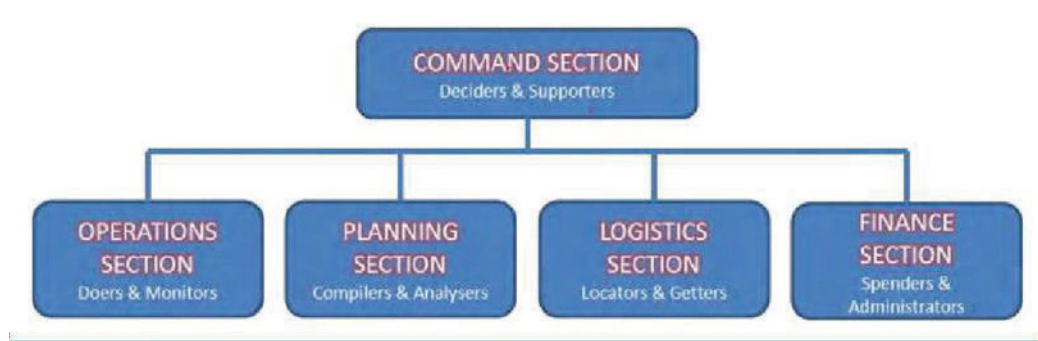 COMMAND SECTION
Deciders & Supporters
OPERATIONS
SECTION
Doers & Monitors
PLANNING
SECTION
Compilers & Analysers
LOGISTICS
SECTION
Locators & Getters
FINANCE
SECTION
Spenders &
Administrators